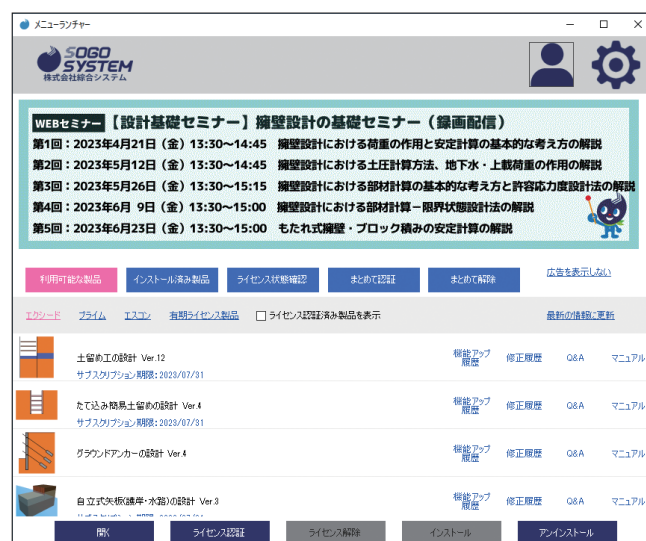 メニューランチャー
SOGO
SYSTEM
株式会社綜合システム
WEBセミナー 【設計基礎セミナー】擁壁設計の基礎セミナー（録画配信）
第1回：2023年4月21日（金）13:30～14:45 擁壁設計における荷重の作用と安定計算の基本的な考え方の解説
第2回：2023年5月12日（金）13:30～14:45 擁壁設計における土圧計算方法、地下水・上載荷重の作用の解説
第3回：2023年5月26日（金）13:30～15:15 擁壁設計における部材計算の基本的な考え方と許容応力度設計法の解説
第4回：2023年6月 9日（金）13:30～15:00 擁壁設計における部材計算－限界状態設計法の解説
第5回：2023年6月23日（金）13:30～15:00 もたれ式擁壁・ブロック積みの安定計算の解説
利用可能な製品 インストール済み製品 ライセンス状態確認 まとめて認証 まとめて解除 広告を表示しない
エクシード プライム エスコン 有期ライセンス製品 ライセンス認証済み製品を表示 最新の情報に更新
土留め工の設計 Ver.12 機能アップ履歴 修正履歴 Q&A マニュアル
サブスクリプション期限:2023/07/31
たて込み簡易土留めの設計 Ver.4 機能アップ履歴 修正履歴 Q&A マニュアル
サブスクリプション期限:2023/07/31
グラウンドアンカーの設計 Ver.4 機能アップ履歴 修正履歴 Q&A マニュアル
自立式矢板(護岸・水路)の設計 Ver.3 機能アップ履歴 修正履歴 Q&A マニュアル
開く ライセンス認証 ライセンス解除 インストール アンインストール